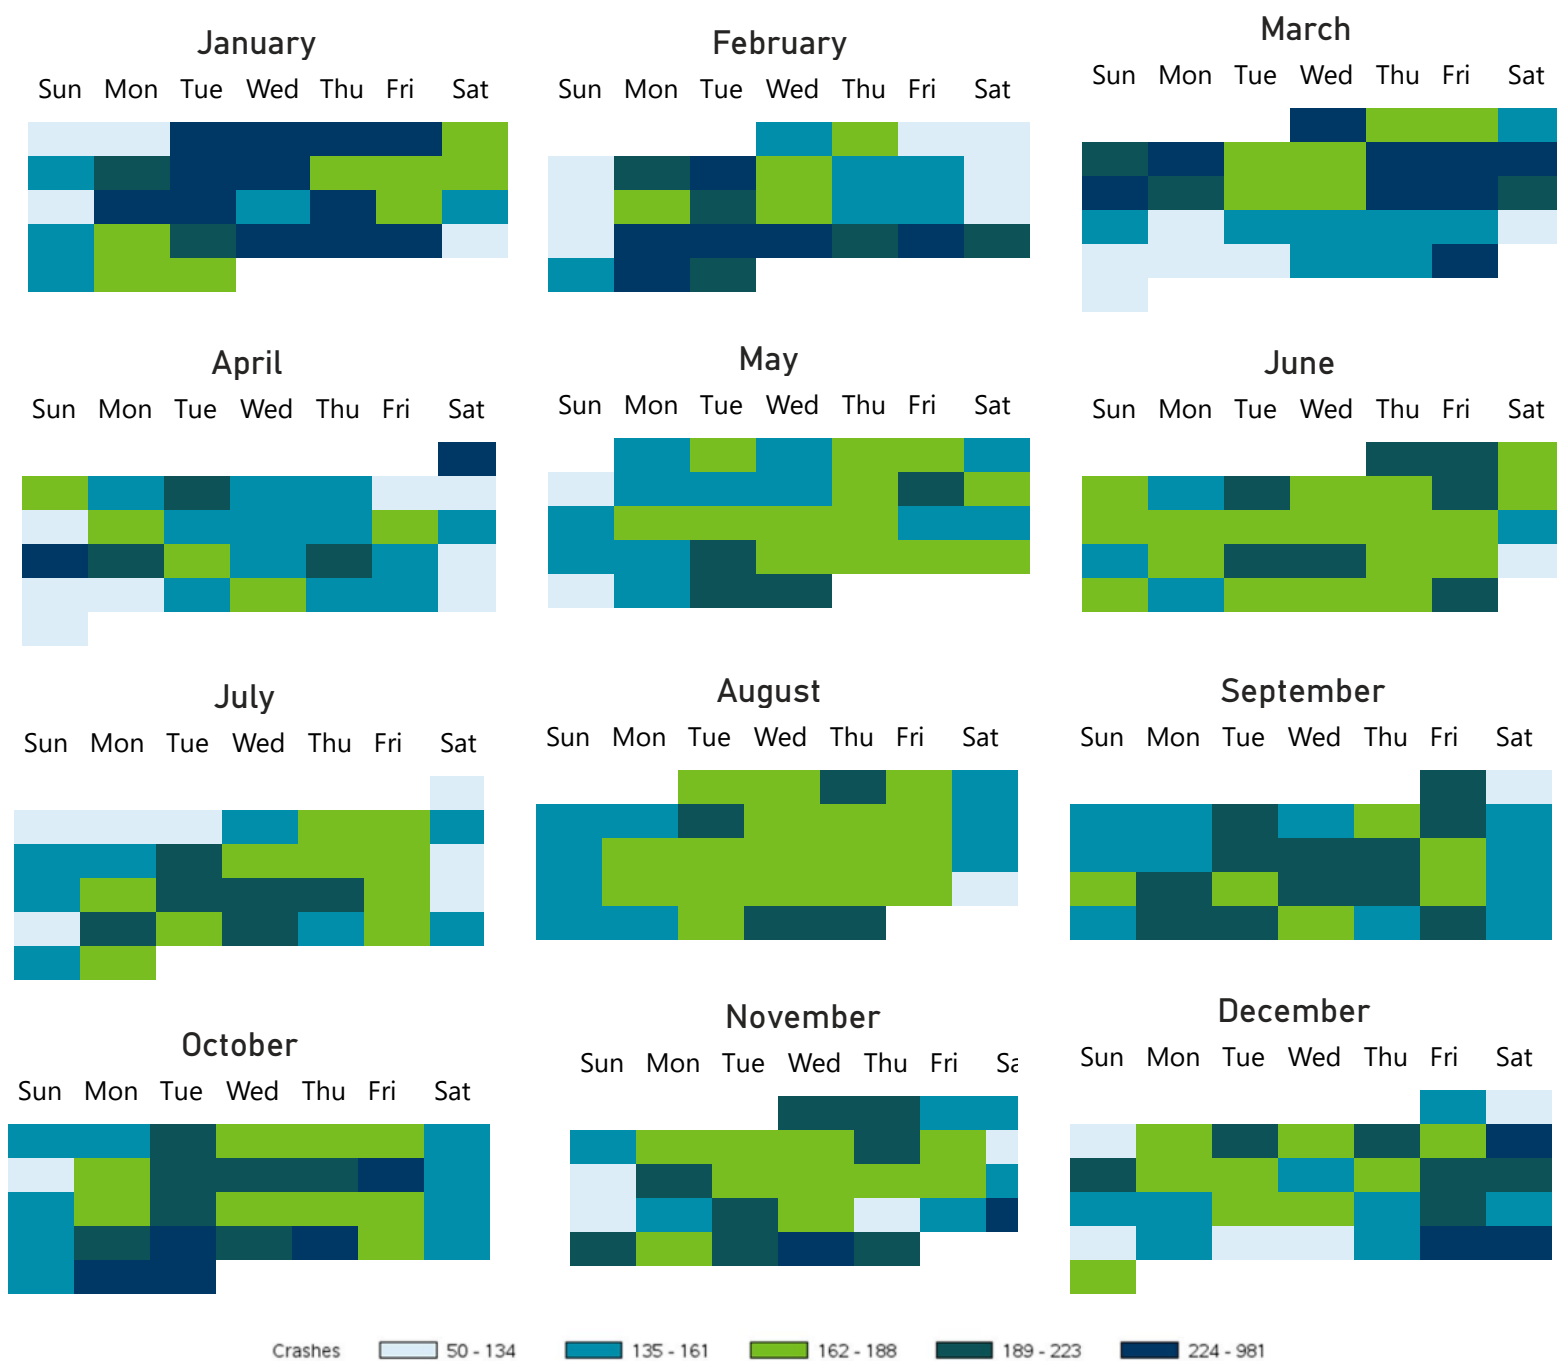 January
Sun Mon Tue Wed Thu Fri Sat
February
Sun Mon Tue Wed Thu Fri Sat
March
Sun Mon Tue Wed Thu Fri Sat
April
Sun Mon Tue Wed Thu Fri Sat
May
Sun Mon Tue Wed Thu Fri Sat
June
Sun Mon Tue Wed Thu Fri Sat
July
Sun Mon Tue Wed Thu Fri Sat
August
Sun Mon Tue Wed Thu Fri Sat
September
Sun Mon Tue Wed Thu Fri Sat
October
Sun Mon Tue Wed Thu Fri Sat
November
Sun Mon Tue Wed Thu Fri Sa
December
Sun Mon Tue Wed Thu Fri Sat
Crashes 50 - 134 135 - 161 162 - 188 189 - 223 224 - 981